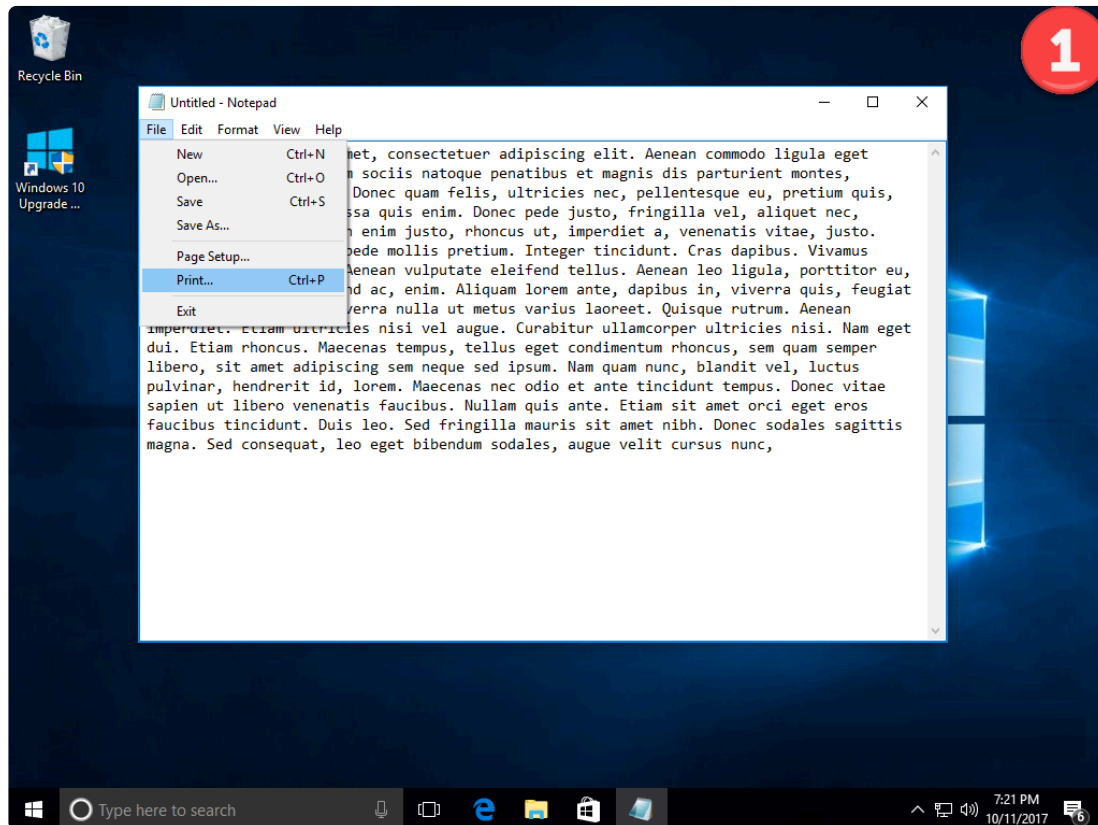 1
Recycle Bin
Windows 10
Upgrade ...
Untitled - Notepad
File Edit Format View Help
New Ctrl+N
Open... Ctrl+O
Save Ctrl+S
Save As...
Page Setup...
Print... Ctrl+P
Exit
met, consectetuer adipiscing elit. Aenean commodo ligula eget
sociis natoque penatibus et magnis dis parturient montes,
Donec quam felis, ultricies nec, pellentesque eu, pretium quis,
ssa quis enim. Donec pede justo, fringilla vel, aliquet nec,
enim justo, rhoncus ut, imperdiet a, venenatis vitae, justo.
pede mollis pretium. Integer tincidunt. Cras dapibus. Vivamus
Aenean vulputate eleifend tellus. Aenean leo ligula, porttitor eu,
nd ac, enim. Aliquam lorem ante, dapibus in, viverra quis, feugiat
verra nulla ut metus varius laoreet. Quisque rutrum. Aenean
imperdiet. Etiam ultricies nisi vel augue. Curabitur ullamcorper ultricies nisi. Nam eget
dui. Etiam rhoncus. Maecenas tempus, tellus eget condimentum rhoncus, sem quam semper
libero, sit amet adipiscing sem neque sed ipsum. Nam quam nunc, blandit vel, luctus
pulvinar, hendrerit id, lorem. Maecenas nec odio et ante tincidunt tempus. Donec vitae
sapien ut libero venenatis faucibus. Nullam quis ante. Etiam sit amet orci eget eros
faucibus tincidunt. Duis leo. Sed fringilla mauris sit amet nibh. Donec sodales sagittis
magna. Sed consequat, leo eget bibendum sodales, augue velit cursus nunc,
Type here to search
7:21 PM
10/11/2017
6